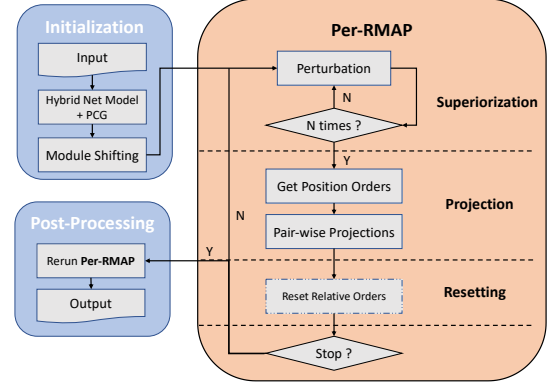 Initialization
Input
Hybrid Net Model
+ PCG
Module Shifting
Post-Processing
Rerun Per-RMAP
Output
Y
N
Per-RMAP
Perturbation
N
Superiorization
N times ?
Y
Get Position Orders
Projection
Pair-wise Projections
Reset Relative Orders
Resetting
Stop ?